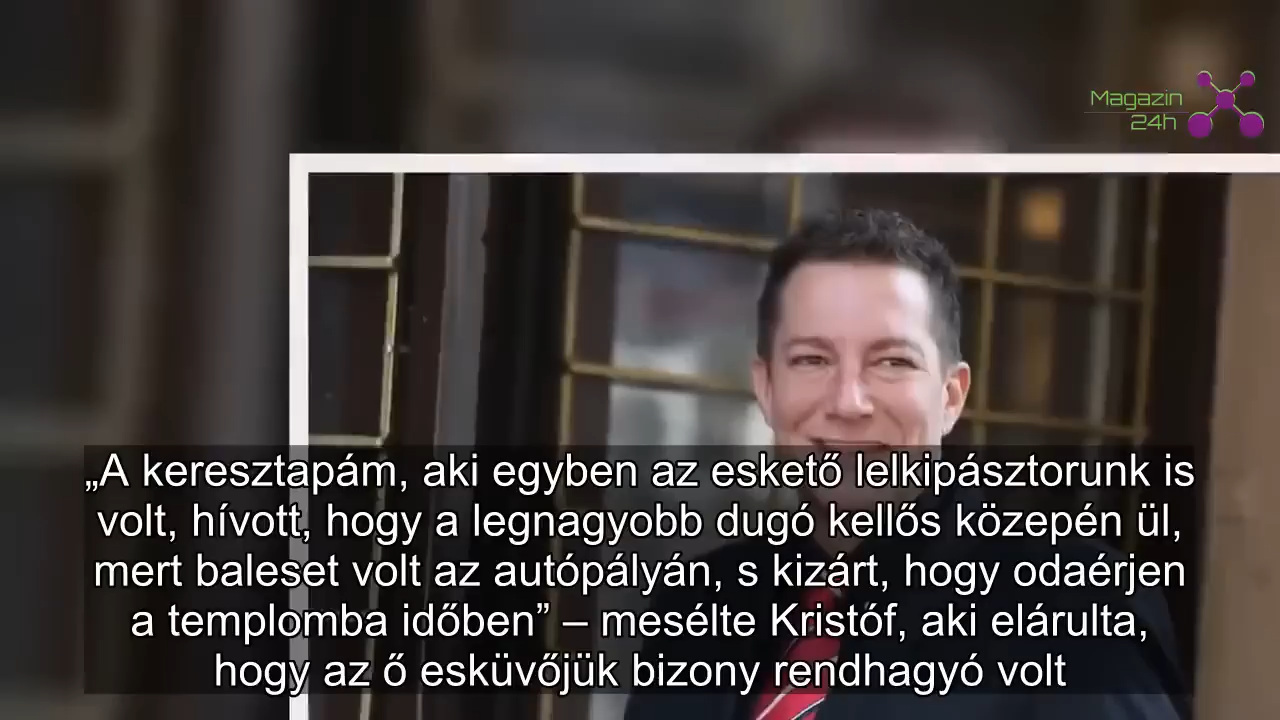 Magazin
24h
„A keresztapám, aki egyben az eskető lelkipásztorunk is
volt, hívott, hogy a legnagyobb dugó kellős közepén ül,
mert baleset volt az autópályán, s kizárt, hogy odaérjen
a templomba időben” – mesélte Kristóf, aki elárulta,
hogy az ő esküvőjük bizony rendhagyó volt